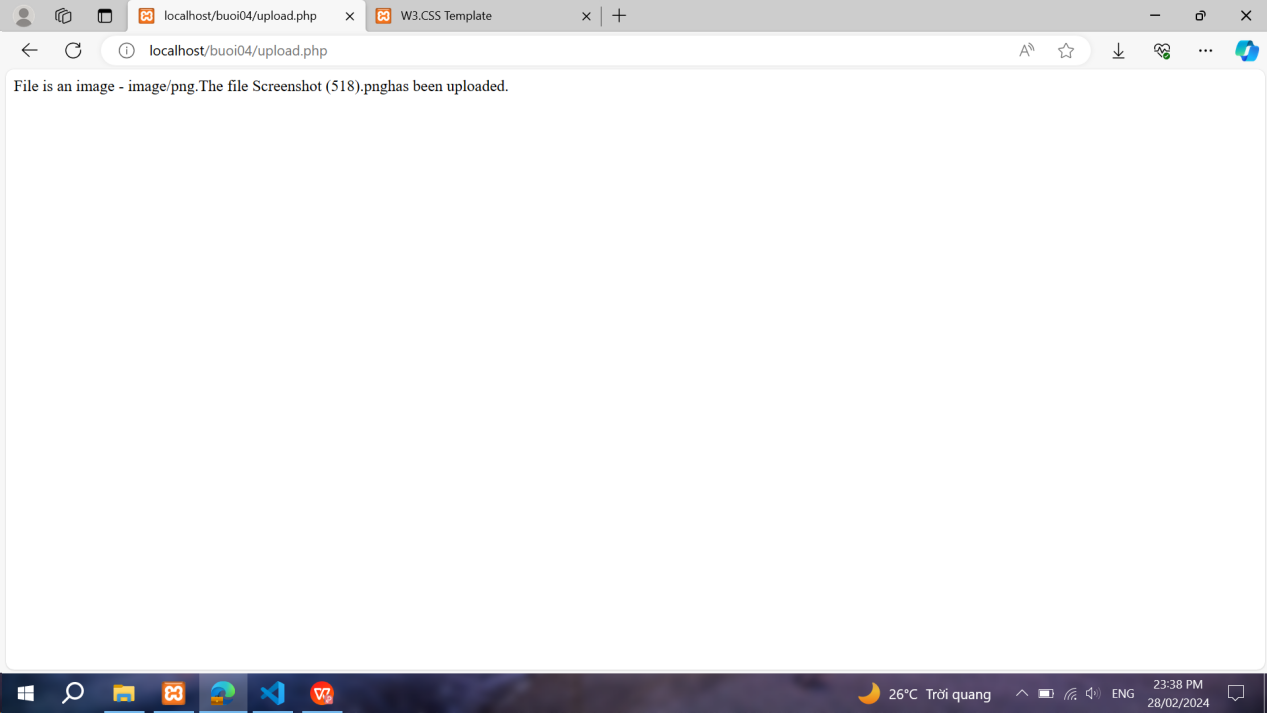 localhost/buoi04/upload.php
W3.CSS Template
localhost/buoi04/upload.php
File is an image - image/png.The file Screenshot (518).pnghas been uploaded.
26°C Trời quang
ENG
23:38 PM
28/02/2024